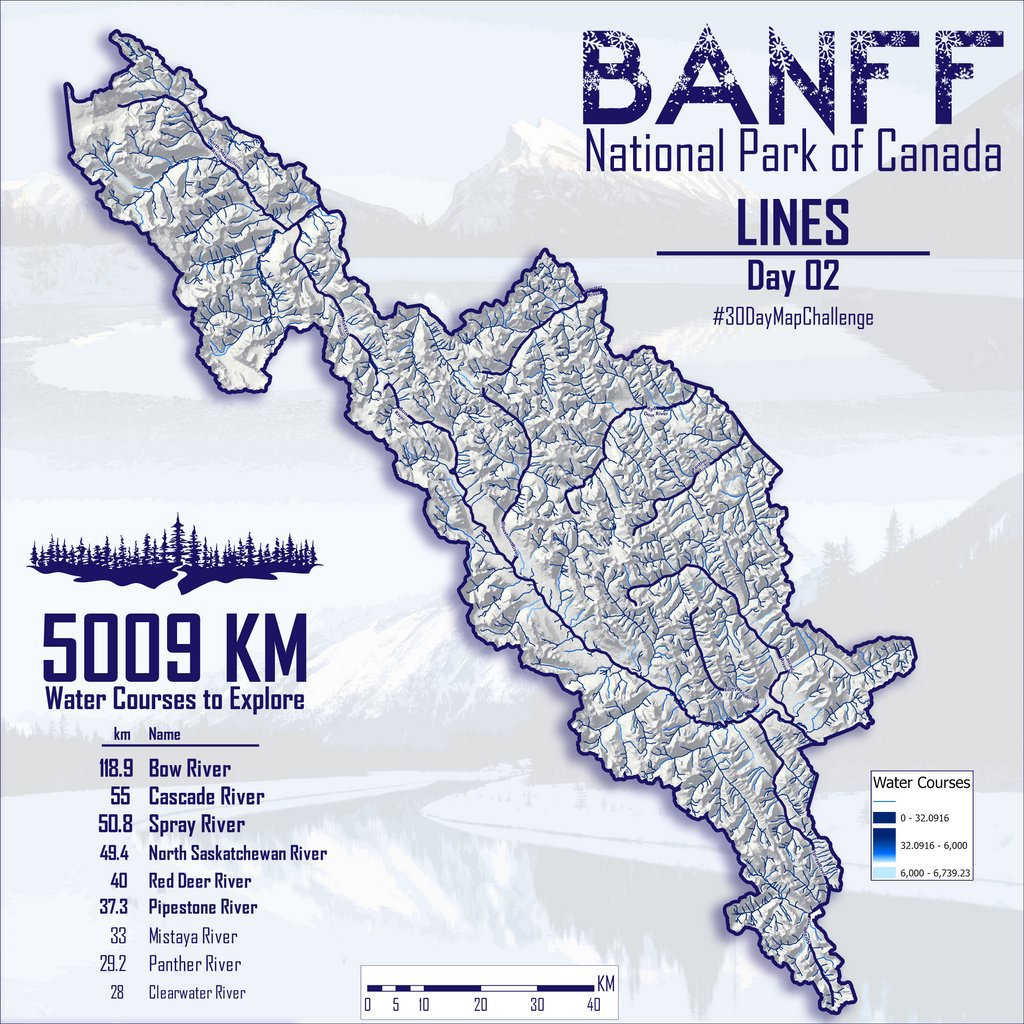 BANFF
National Park of Canada
LINES
Day 02
#30DayMapChallenge
5009 KM
Water Courses to Explore
km Name
118.9 Bow River
55 Cascade River
50.8 Spray River
49.4 North Saskatchewan River
40 Red Deer River
37.3 Pipestone River
33 Mistaya River
29.2 Panther River
28 Clearwater River
Water Courses
0 - 32.0916
32.0916 - 6,000
6,000 - 6,739.23
KM
0 5 10 20 30 40
Deer River